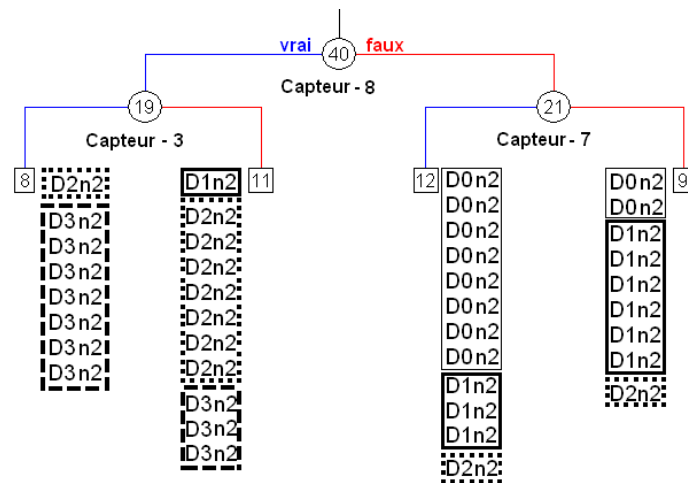 vrai 40 faux
Capteur - 8
19
Capteur - 3
21
Capteur - 7
8
D2n2
D3n2
D3n2
D3n2
D3n2
D3n2
D3n2
D3n2
11
D1n2
D2n2
D2n2
D2n2
D2n2
D2n2
D2n2
D2n2
D3n2
D3n2
D3n2
12
D0n2
D0n2
D0n2
D0n2
D0n2
D0n2
D0n2
D0n2
D1n2
D1n2
D1n2
D2n2
9
D0n2
D0n2
D1n2
D1n2
D1n2
D1n2
D1n2
D1n2
D2n2